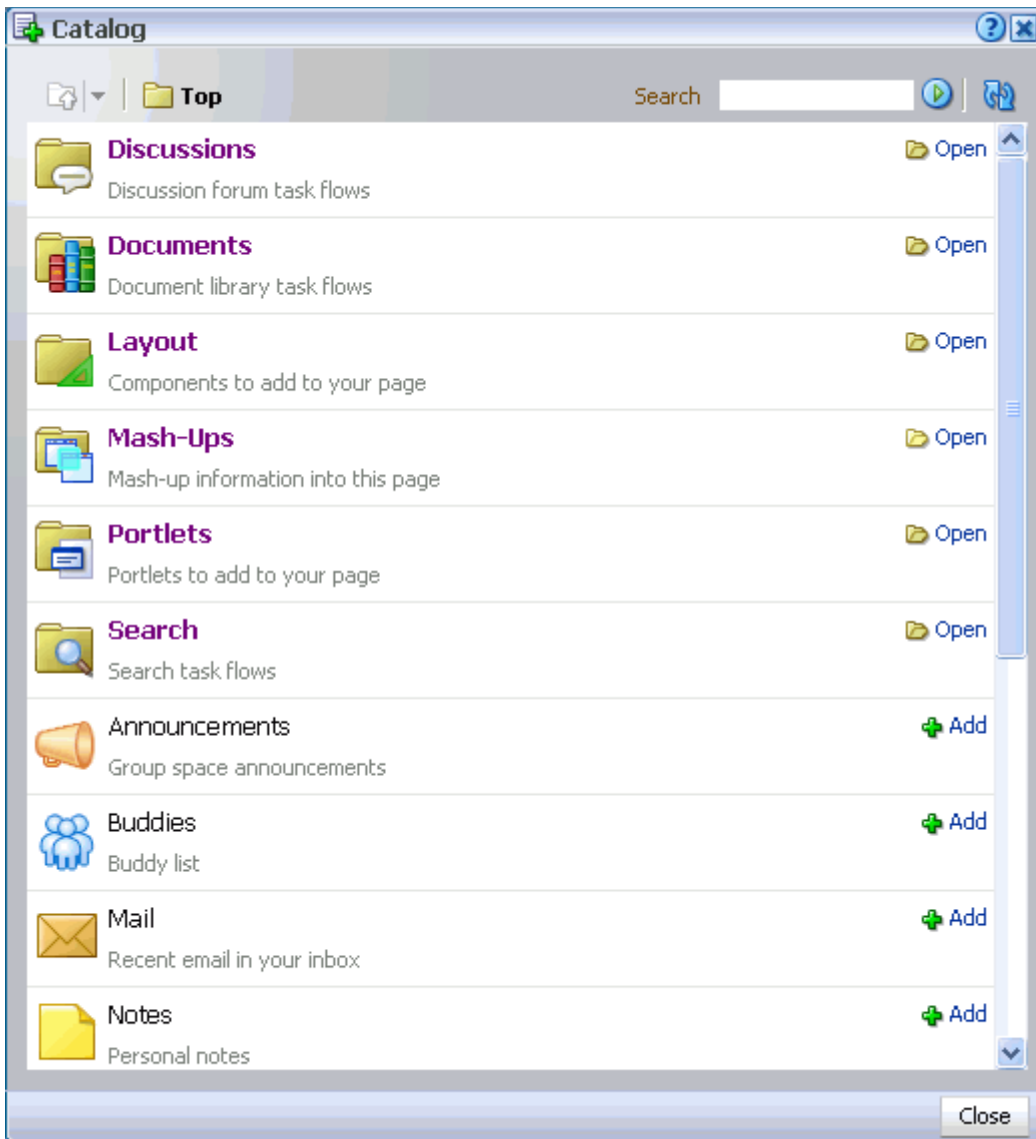 Catalog
Top Search
Discussions Open
Discussion forum task flows
Documents Open
Document library task flows
Layout Open
Components to add to your page
Mash-Ups Open
Mash-up information into this page
Portlets Open
Portlets to add to your page
Search Open
Search task flows
Announcements Add
Group space announcements
Buddies Add
Buddy list
Mail Add
Recent email in your inbox
Notes Add
Personal notes
Close